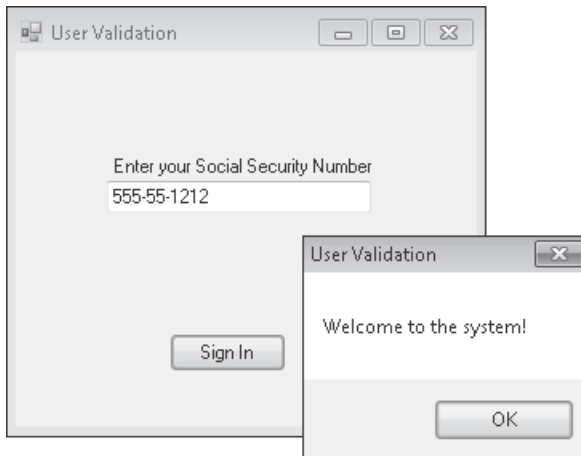 User Validation
Enter your Social Security Number
555-55-1212
Sign In
User Validation
Welcome to the system!
OK